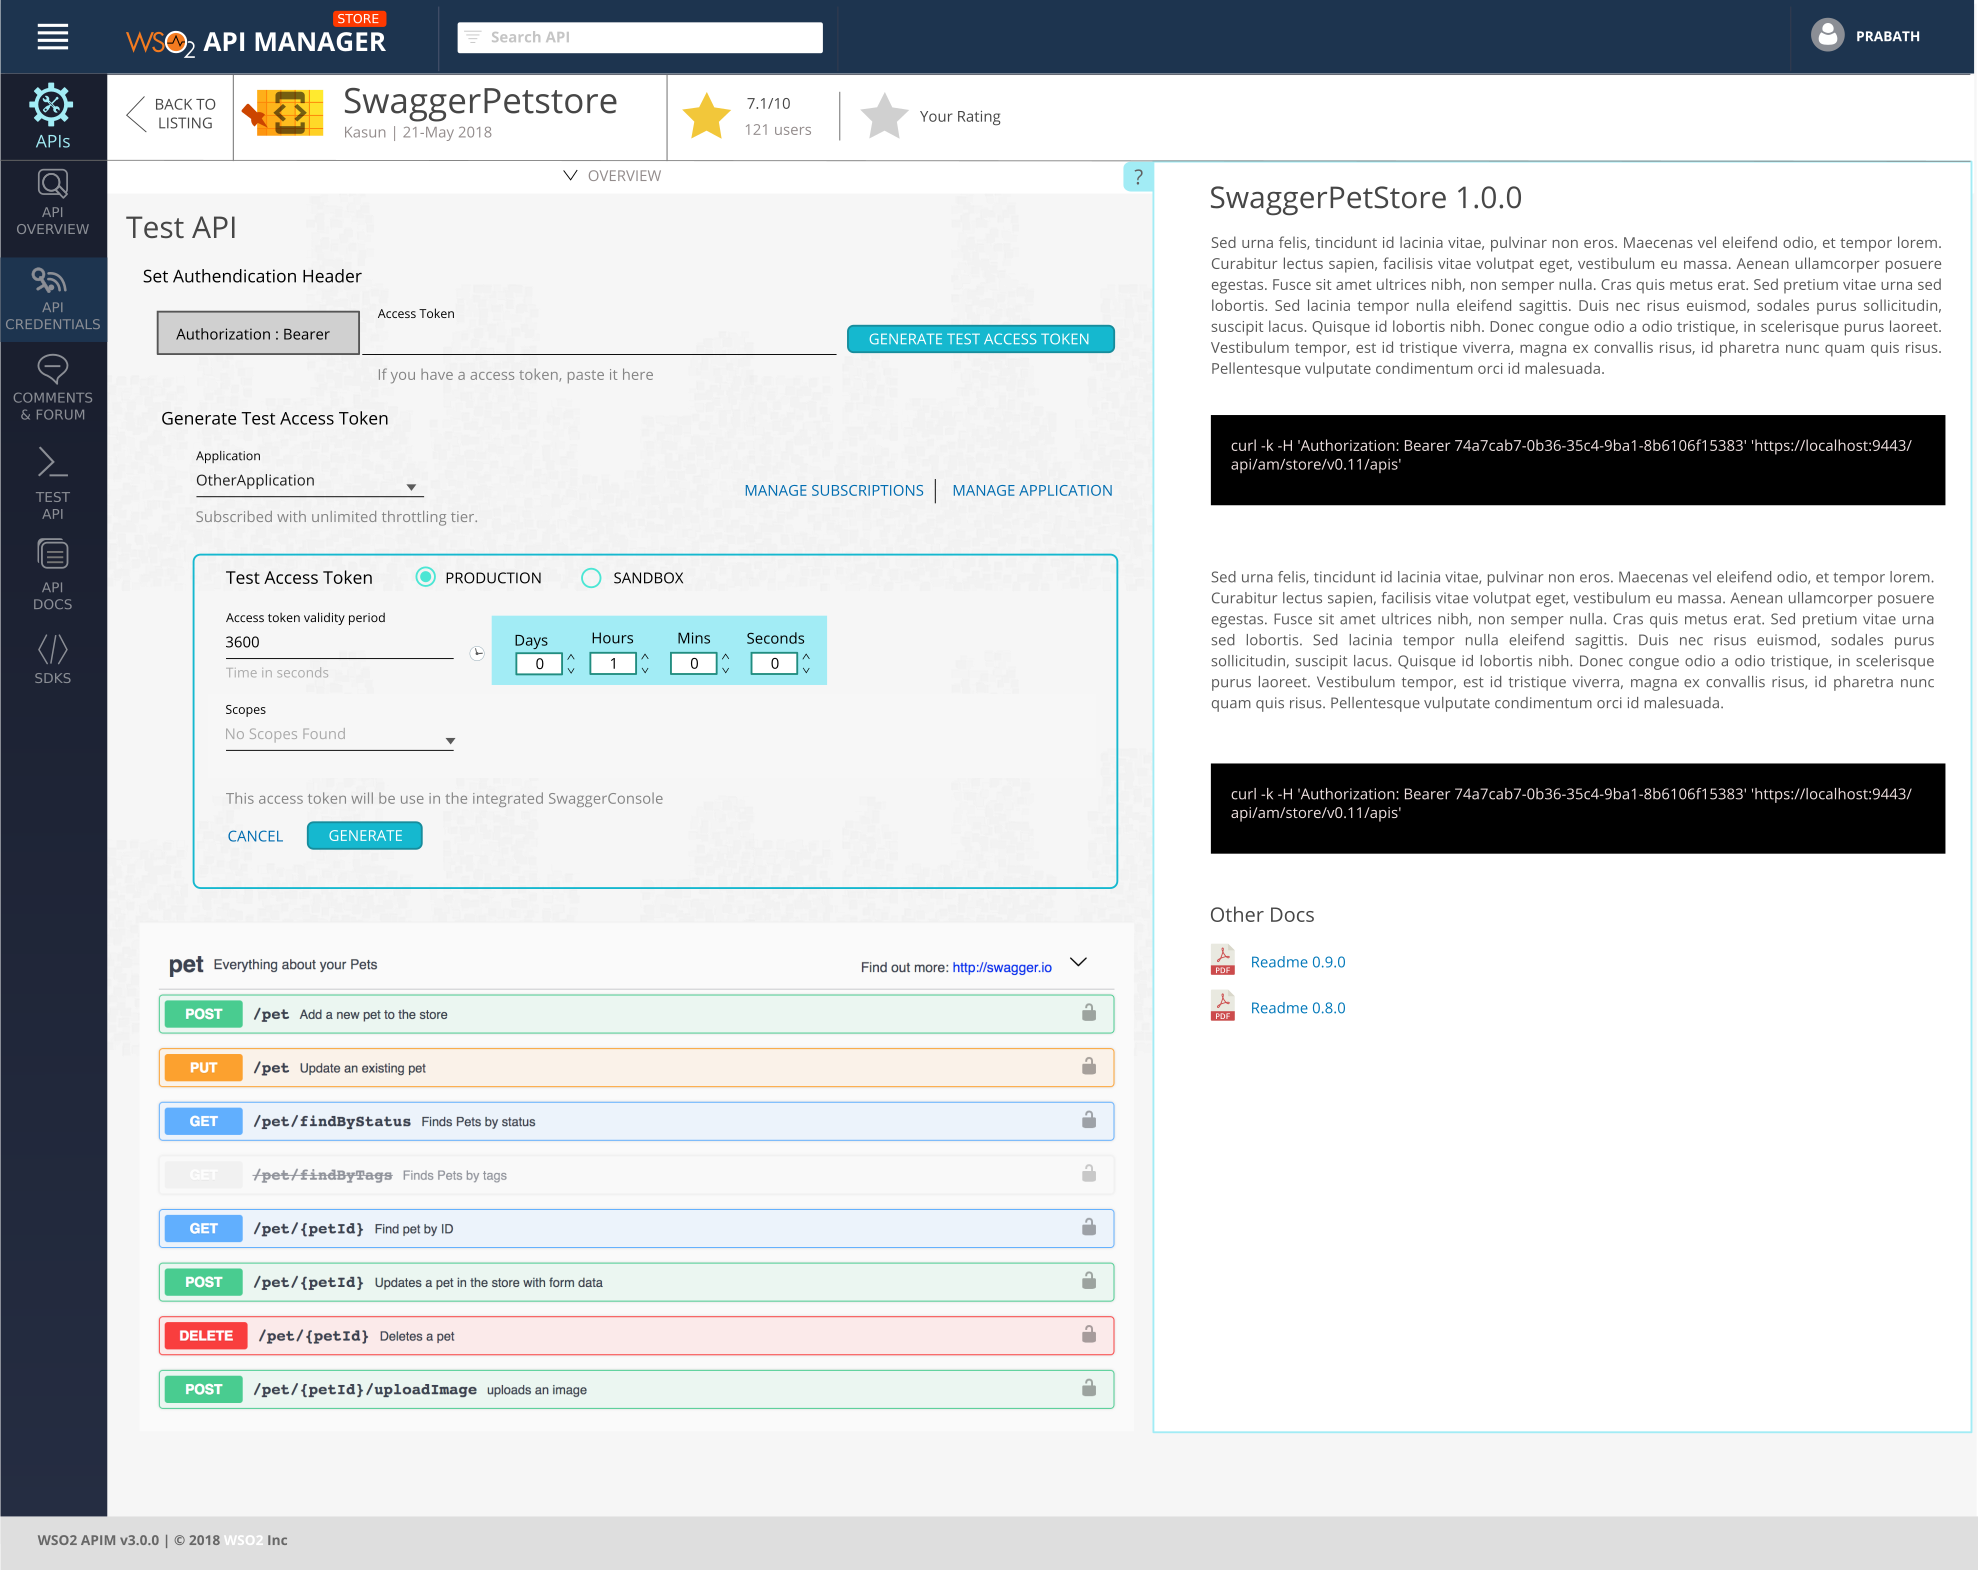 STORE
WSO2 API MANAGER
Search API
PRABATH
APIs
BACK TO
LISTING
SwaggerPetstore
Kasun | 21-May 2018
7.1/10
121 users
Your Rating
API
OVERVIEW
API
CREDENTIALS
COMMENTS
& FORUM
TEST
API
API
DOCS
SDKS
OVERVIEW
?
Test API
Set Authendication Header
Authorization : Bearer
Access Token
GENERATE TEST ACCESS TOKEN
If you have a access token, paste it here
Generate Test Access Token
Application
OtherApplication
MANAGE SUBSCRIPTIONS | MANAGE APPLICATION
Subscribed with unlimited throttling tier.
Test Access Token PRODUCTION SANDBOX
Access token validity period
3600
Time in seconds
Days Hours Mins Seconds
0 1 0 0
Scopes
No Scopes Found
This access token will be use in the integrated SwaggerConsole
CANCEL GENERATE
pet Everything about your Pets Find out more: http://swagger.io
POST /pet Add a new pet to the store
PUT /pet Update an existing pet
GET /pet/findByStatus Finds Pets by status
GET /pet/findByTags Finds Pets by tags
GET /pet/{petId} Find pet by ID
POST /pet/{petId} Updates a pet in the store with form data
DELETE /pet/{petId} Deletes a pet
POST /pet/{petId}/uploadImage uploads an image
SwaggerPetStore 1.0.0
Sed urna felis, tincidunt id lacinia vitae, pulvinar non eros. Maecenas vel eleifend odio, et tempor lorem.
Curabitur lectus sapien, facilisis vitae volutpat eget, vestibulum eu massa. Aenean ullamcorper posuere
egestas. Fusce sit amet ultrices nibh, non semper nulla. Cras quis metus erat. Sed pretium vitae urna sed
lobortis. Sed lacinia tempor nulla eleifend sagittis. Duis nec risus euismod, sodales purus sollicitudin,
suscipit lacus. Quisque id lobortis nibh. Donec congue odio a odio tristique, in scelerisque purus laoreet.
Vestibulum tempor, est id tristique viverra, magna ex convallis risus, id pharetra nunc quam quis risus.
Pellentesque vulputate condimentum orci id malesuada.
curl -k -H 'Authorization: Bearer 74a7cab7-0b36-35c4-9ba1-8b6106f15383' 'https://localhost:9443/
api/am/store/v0.11/apis'
Sed urna felis, tincidunt id lacinia vitae, pulvinar non eros. Maecenas vel eleifend odio, et tempor lorem.
Curabitur lectus sapien, facilisis vitae volutpat eget, vestibulum eu massa. Aenean ullamcorper posuere
egestas. Fusce sit amet ultrices nibh, non semper nulla. Cras quis metus erat. Sed pretium vitae urna
sed lobortis. Sed lacinia tempor nulla eleifend sagittis. Duis nec risus euismod, sodales purus
sollicitudin, suscipit lacus. Quisque id lobortis nibh. Donec congue odio a odio tristique, in scelerisque
purus laoreet. Vestibulum tempor, est id tristique viverra, magna ex convallis risus, id pharetra nunc
quam quis risus. Pellentesque vulputate condimentum orci id malesuada.
curl -k -H 'Authorization: Bearer 74a7cab7-0b36-35c4-9ba1-8b6106f15383' 'https://localhost:9443/
api/am/store/v0.11/apis'
Other Docs
PDF Readme 0.9.0
PDF Readme 0.8.0
WSO2 APIM v3.0.0 | © 2018 WSO2 Inc